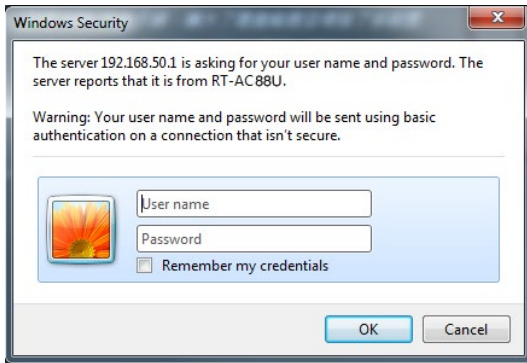 Windows Security
The server 192.168.50.1 is asking for your user name and password. The
server reports that it is from RT-AC88U.
Warning: Your user name and password will be sent using basic
authentication on a connection that isn't secure.
User name
Password
Remember my credentials
OK
Cancel